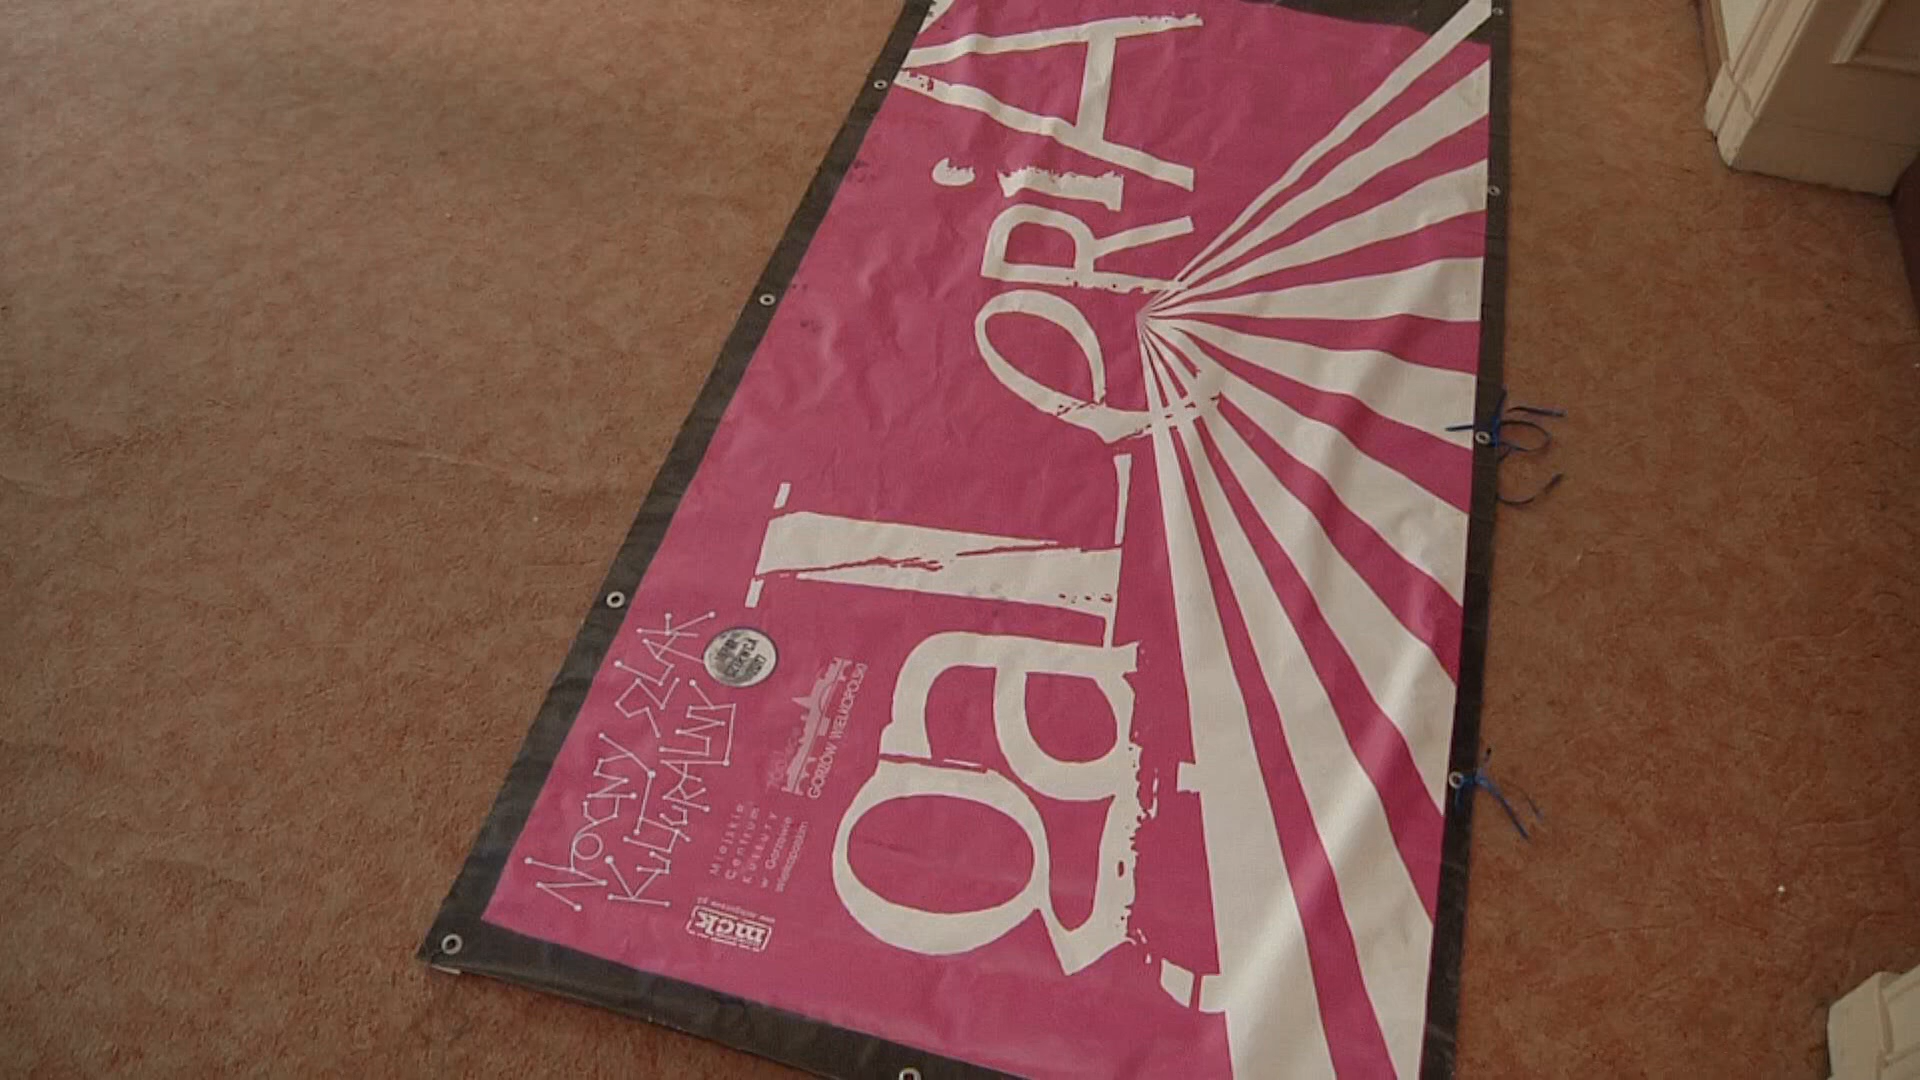 gaLeRiA
NOCNY SZLAK
KULTURALNY
GORZÓW WIELKOPOLSKI
Miejskie
Centrum
Kultury
w Gorzowie
Wielkopolskim
mck